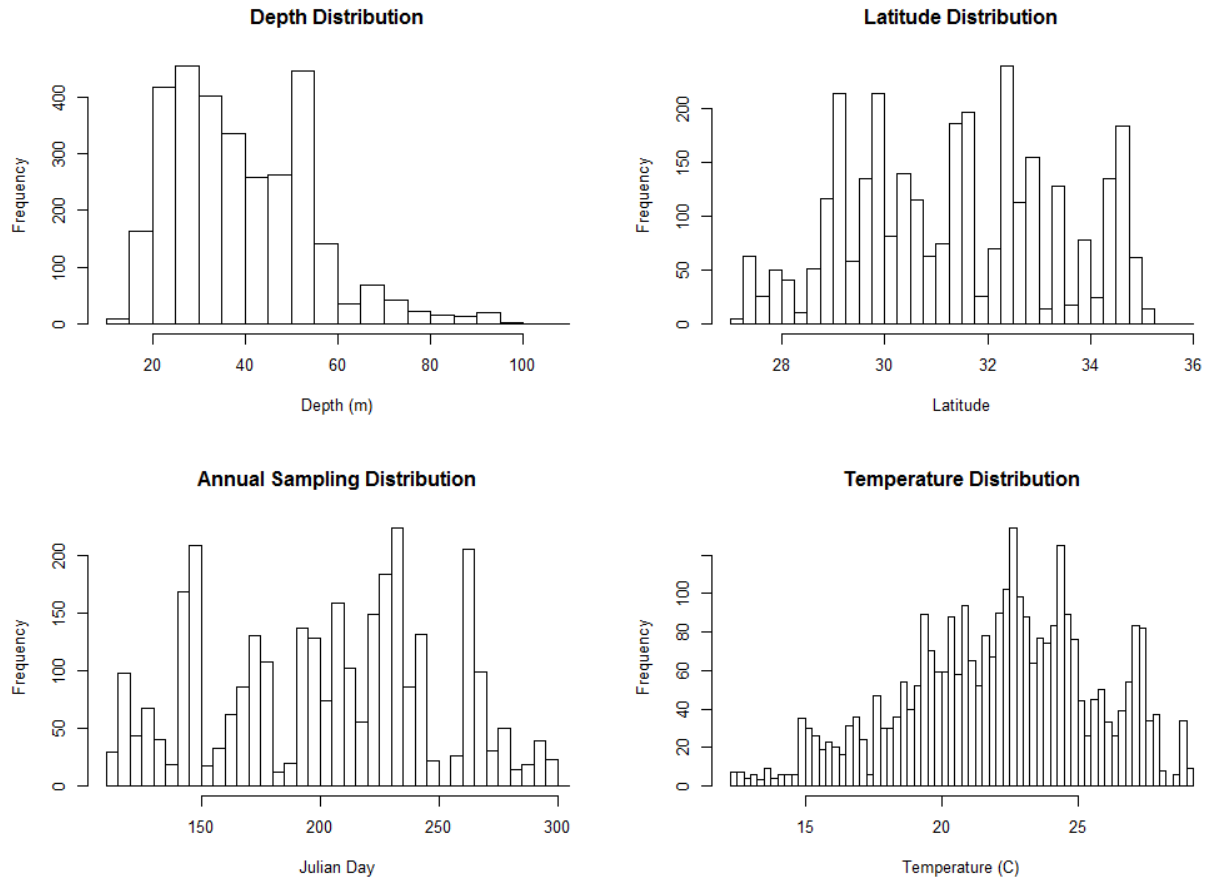 Depth Distribution
Frequency
0 100 200 300 400
20 40 60 80 100
Depth (m)
Latitude Distribution
Frequency
0 50 100 150 200
28 30 32 34 36
Latitude
Annual Sampling Distribution
Frequency
0 50 100 150 200
150 200 250 300
Julian Day
Temperature Distribution
Frequency
0 20 40 60 80 100
15 20 25
Temperature (C)